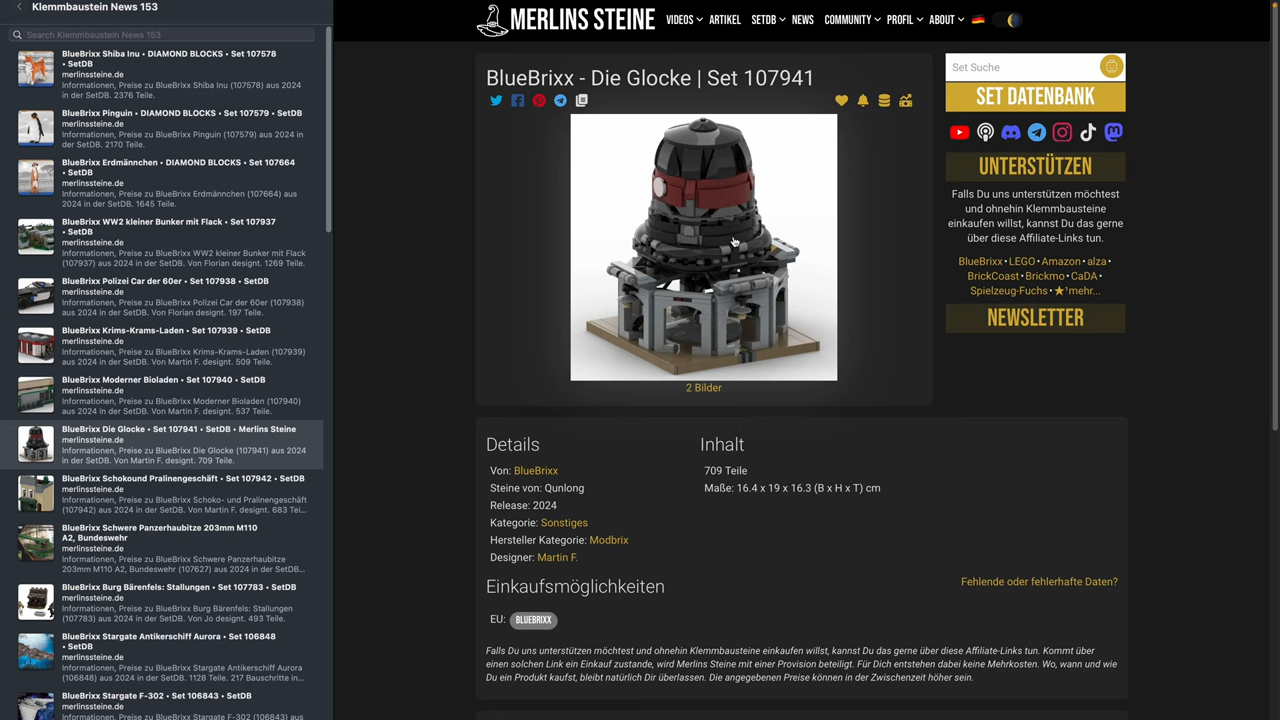 Klemmbaustein News 153
Search Klemmbaustein News 153
BlueBrixx Shiba Inu • DIAMOND BLOCKS • Set 107578
• SetDB
merlinssteine.de
Informationen, Preise zu BlueBrixx Shiba Inu (107578) aus 2024
in der SetDB. 2376 Teile.
BlueBrixx Pinguin • DIAMOND BLOCKS • Set 107579 •
SetDB
merlinssteine.de
Informationen, Preise zu BlueBrixx Pinguin (107579) aus 2024 in
der SetDB. 2170 Teile.
BlueBrixx Erdmännchen • DIAMOND BLOCKS • Set 107664
• SetDB
merlinssteine.de
Informationen, Preise zu BlueBrixx Erdmännchen (107664) aus
2024 in der SetDB. 1645 Teile.
BlueBrixx WW2 kleiner Bunker mit Flack • Set 107937
• SetDB
merlinssteine.de
Informationen, Preise zu BlueBrixx WW2 kleiner Bunker mit Flack
(107937) aus 2024 in der SetDB. Von Florian designt. 1269 Teile.
BlueBrixx Polizei Car der 60er • Set 107938 • SetDB
merlinssteine.de
Informationen, Preise zu BlueBrixx Polizei Car der 60er (107938)
aus 2024 in der SetDB. Von Florian designt. 197 Teile.
BlueBrixx Krims-Krams-Laden • Set 107939 • SetDB
merlinssteine.de
Informationen, Preise zu BlueBrixx Krims-Krams-Laden (107939)
aus 2024 in der SetDB. Von Martin F. designt. 509 Teile.
BlueBrixx Moderner Bioladen • Set 107940 • SetDB
merlinssteine.de
Informationen, Preise zu BlueBrixx Moderner Bioladen (107940)
aus 2024 in der SetDB. Von Martin F. designt. 537 Teile.
BlueBrixx Die Glocke • Set 107941 • SetDB • Merlins Steine
merlinssteine.de
Informationen, Preise zu BlueBrixx Die Glocke (107941) aus 2024
in der SetDB. Von Martin F. designt. 709 Teile.
BlueBrixx Schokound Pralinengeschäft • Set 107942 • SetDB
merlinssteine.de
Informationen, Preise zu BlueBrixx Schoko- und Pralinengeschäft
(107942) aus 2024 in der SetDB. Von Martin F. designt. 683 Tei...
BlueBrixx Schwere Panzerhaubitze 203mm M110
A2, Bundeswehr
merlinssteine.de
Informationen, Preise zu BlueBrixx Schwere Panzerhaubitze
203mm M110 A2, Bundeswehr (107627) aus 2024 in der SetDB...
BlueBrixx Burg Bärenfels: Stallungen • Set 107783 • SetDB
merlinssteine.de
Informationen, Preise zu BlueBrixx Burg Bärenfels: Stallungen
(107783) aus 2024 in der SetDB. Von Jo designt. 493 Teile.
BlueBrixx Stargate Antikerschiff Aurora • Set 106848
• SetDB
merlinssteine.de
Informationen, Preise zu BlueBrixx Stargate Antikerschiff Aurora
(106848) aus 2024 in der SetDB. 1128 Teile. 217 Bauschritte in...
BlueBrixx Stargate F-302 • Set 106843 • SetDB
merlinssteine.de
Informationen, Preise zu BlueBrixx Stargate F-302 (106843) aus
MERLINS STEINE
VIDEOS ARTIKEL SETDB NEWS COMMUNITY PROFIL ABOUT
BlueBrixx - Die Glocke | Set 107941
2 Bilder
Details
Von: BlueBrixx
Steine von: Qunlong
Release: 2024
Kategorie: Sonstiges
Hersteller Kategorie: Modbrix
Designer: Martin F.
Inhalt
709 Teile
Maße: 16.4 x 19 x 16.3 (B x H x T) cm
Einkaufsmöglichkeiten
Fehlende oder fehlerhafte Daten?
EU: BLUEBRIXX
Falls Du uns unterstützen möchtest und ohnehin Klemmbausteine einkaufen willst, kannst Du das gerne über diese Affiliate-Links tun. Kommt über
einen solchen Link ein Einkauf zustande, wird Merlins Steine mit einer Provision beteiligt. Für Dich entstehen dabei keine Mehrkosten. Wo, wann und wie
Du ein Produkt kaufst, bleibt natürlich Dir überlassen. Die angegebenen Preise können in der Zwischenzeit höher sein.
Set Suche
SET DATENBANK
UNTERSTÜTZEN
Falls Du uns unterstützen möchtest
und ohnehin Klemmbausteine
einkaufen willst, kannst Du das gerne
über diese Affiliate-Links tun.
BlueBrixx • LEGO • Amazon • alza •
BrickCoast • Brickmo • CaDA •
Spielzeug-Fuchs • ★¹mehr...
NEWSLETTER